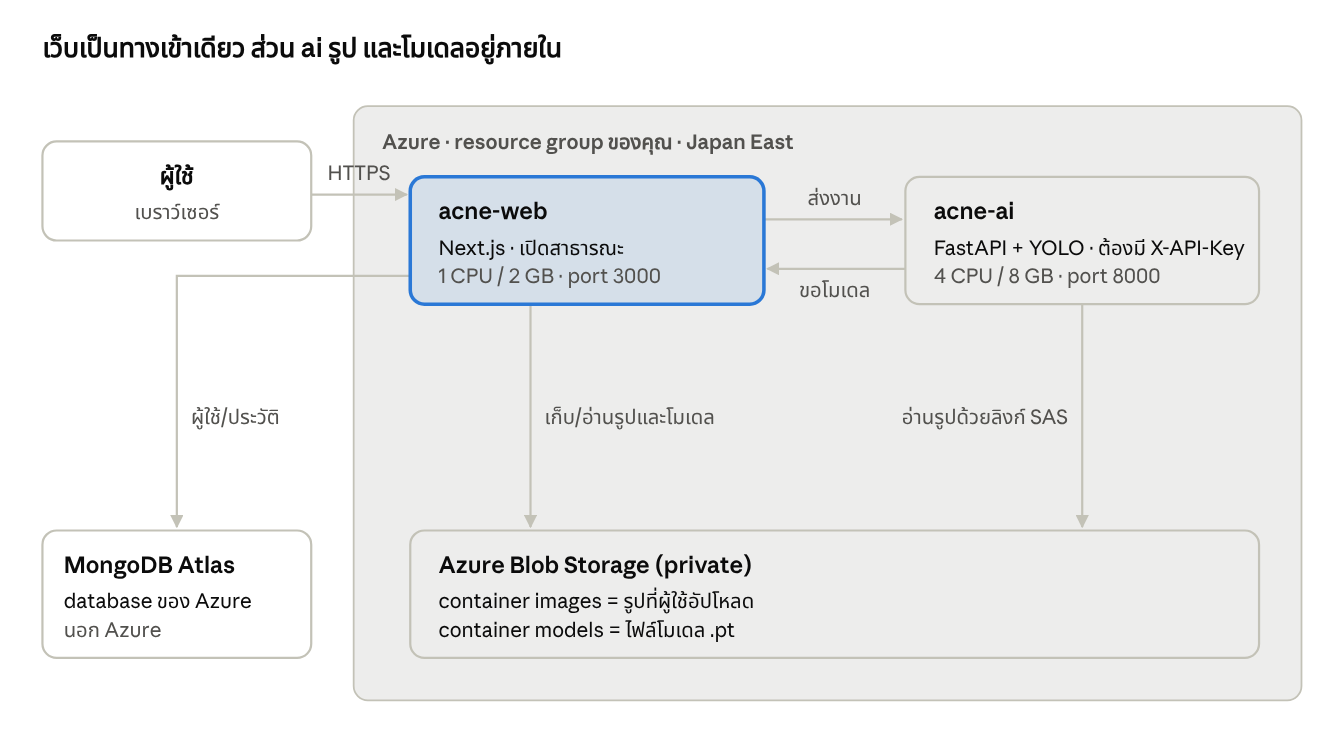 เว็บเป็นทางเข้าเดียว ส่วน ai รูป และโมเดลอยู่ภายใน
Azure · resource group ของคุณ · Japan East
ผู้ใช้
เบราว์เซอร์
HTTPS
acne-web
Next.js · เปิดสาธารณะ
1 CPU / 2 GB · port 3000
ส่งงาน
ขอโมเดล
acne-ai
FastAPI + YOLO · ต้องมี X-API-Key
4 CPU / 8 GB · port 8000
ผู้ใช้/ประวัติ
เก็บ/อ่านรูปและโมเดล
อ่านรูปด้วยลิงก์ SAS
MongoDB Atlas
database ของ Azure
นอก Azure
Azure Blob Storage (private)
container images = รูปที่ผู้ใช้อัปโหลด
container models = ไฟล์โมเดล .pt